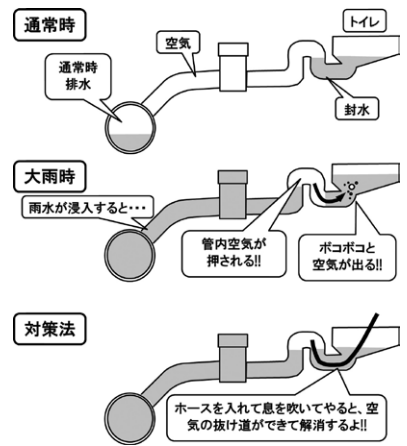 通常時
トイレ
空気
通常時
排水
封水
大雨時
雨水が浸入すると･･･
管内空気が
押される!!
ボコボコと
空気が出る!!
対策法
ホースを入れて息を吹いてやると、空
気の抜け道ができて解消するよ!!